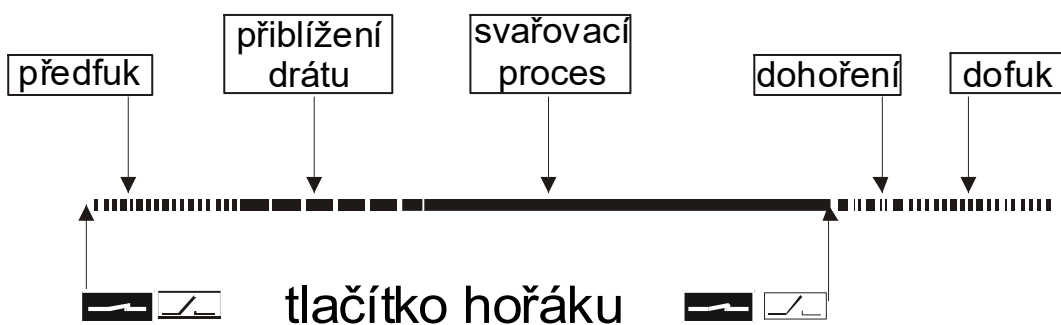 předfuk
přiblížení
drátu
svařovací
proces
dohoření
dofuk
tlačítko hořáku